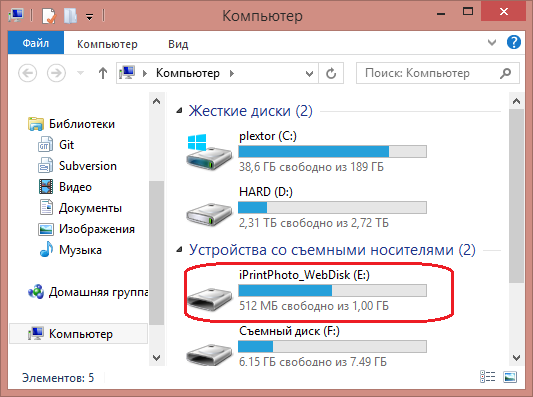 Компьютер
Файл
Компьютер
Вид
Компьютер
Поиск: Компьютер
Библиотеки
Git
Subversion
Видео
Документы
Изображения
Музыка
Домашняя группа
Компьютер
Жесткие диски (2)
plextor (C:)
38,6 ГБ свободно из 189 ГБ
HARD (D:)
2,31 ТБ свободно из 2,72 ТБ
Устройства со съемными носителями (2)
iPrintPhoto_WebDisk (E:)
512 МБ свободно из 1,00 ГБ
Съемный диск (F:)
6.15 ГБ свободно из 7.49 ГБ
Элементов: 5